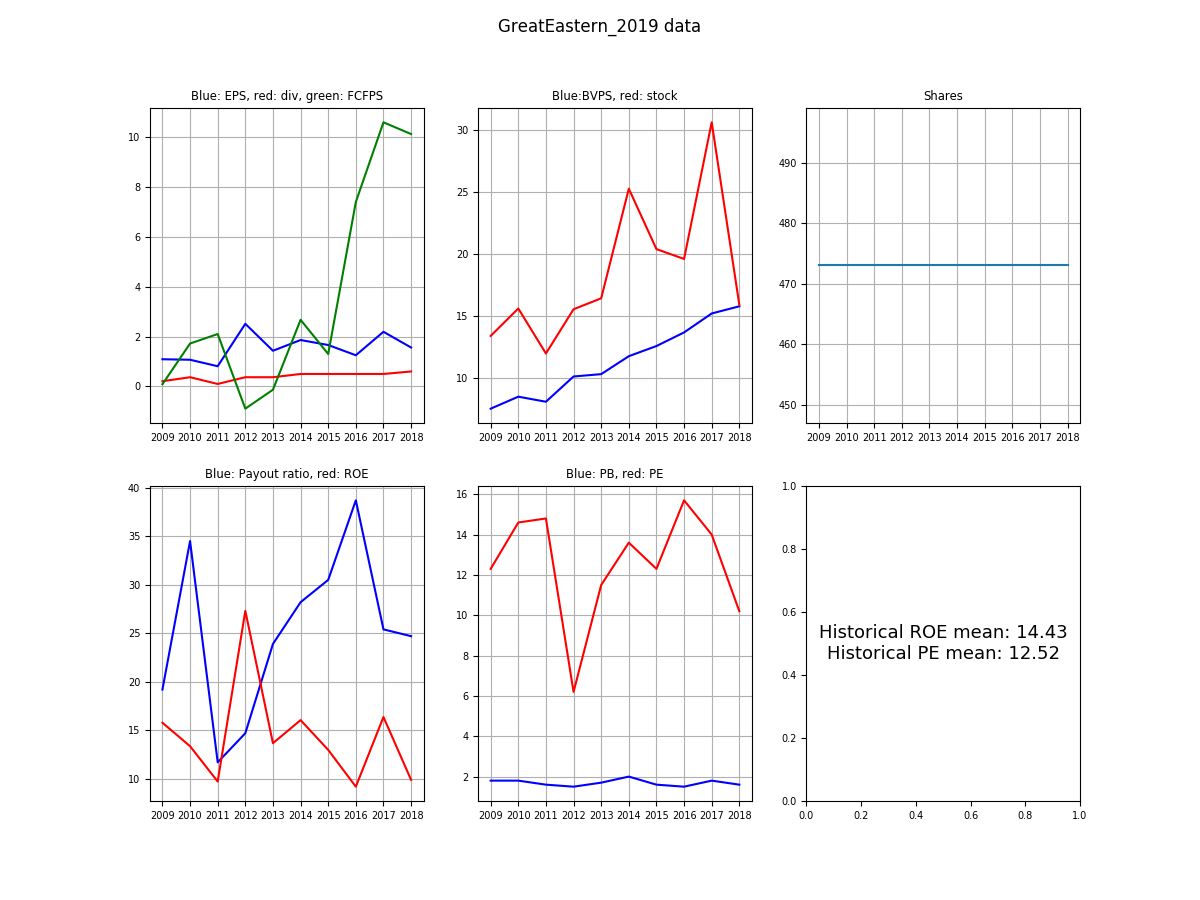 GreatEastern_2019 data
Blue: EPS, red: div, green: FCFPS
10
8
6
4
2
0
2009 2010 2011 2012 2013 2014 2015 2016 2017 2018
Blue:BVPS, red: stock
30
25
20
15
10
2009 2010 2011 2012 2013 2014 2015 2016 2017 2018
Shares
490
480
470
460
450
2009 2010 2011 2012 2013 2014 2015 2016 2017 2018
Blue: Payout ratio, red: ROE
40
35
30
25
20
15
10
2009 2010 2011 2012 2013 2014 2015 2016 2017 2018
Blue: PB, red: PE
16
14
12
10
8
6
4
2
2009 2010 2011 2012 2013 2014 2015 2016 2017 2018
1.0
0.8
0.6
0.4
0.2
0.0
Historical ROE mean: 14.43
Historical PE mean: 12.52
0.0 0.2 0.4 0.6 0.8 1.0